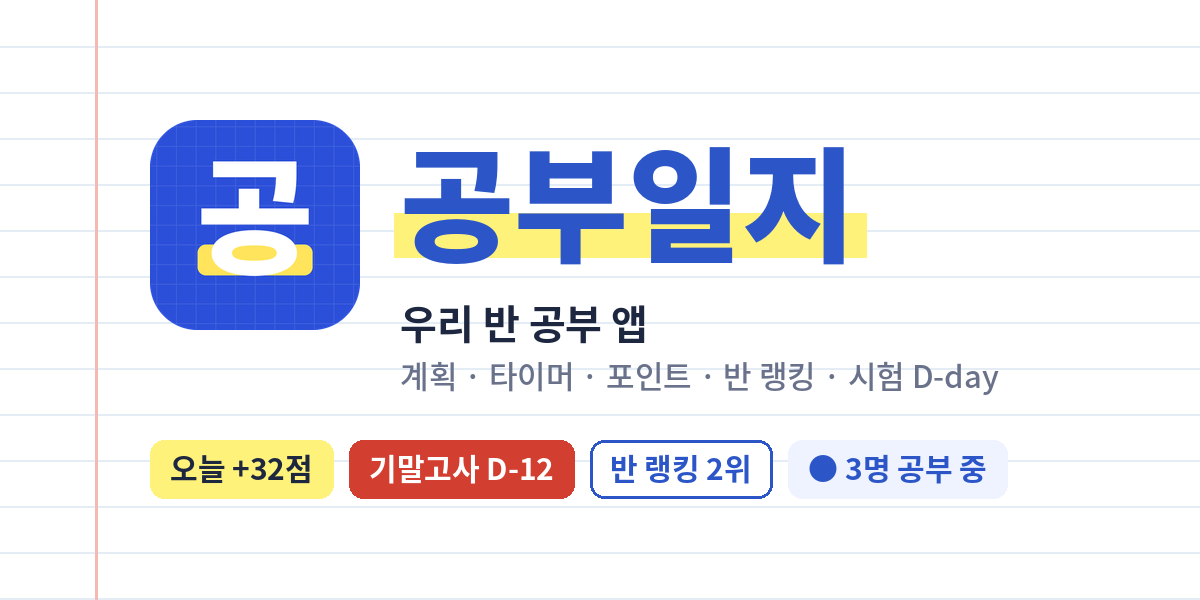 공
공부일지
우리 반 공부 앱
계획 · 타이머 · 포인트 · 반 랭킹 · 시험 D-day
오늘 +32점
기말고사 D-12
반 랭킹 2위
● 3명 공부 중